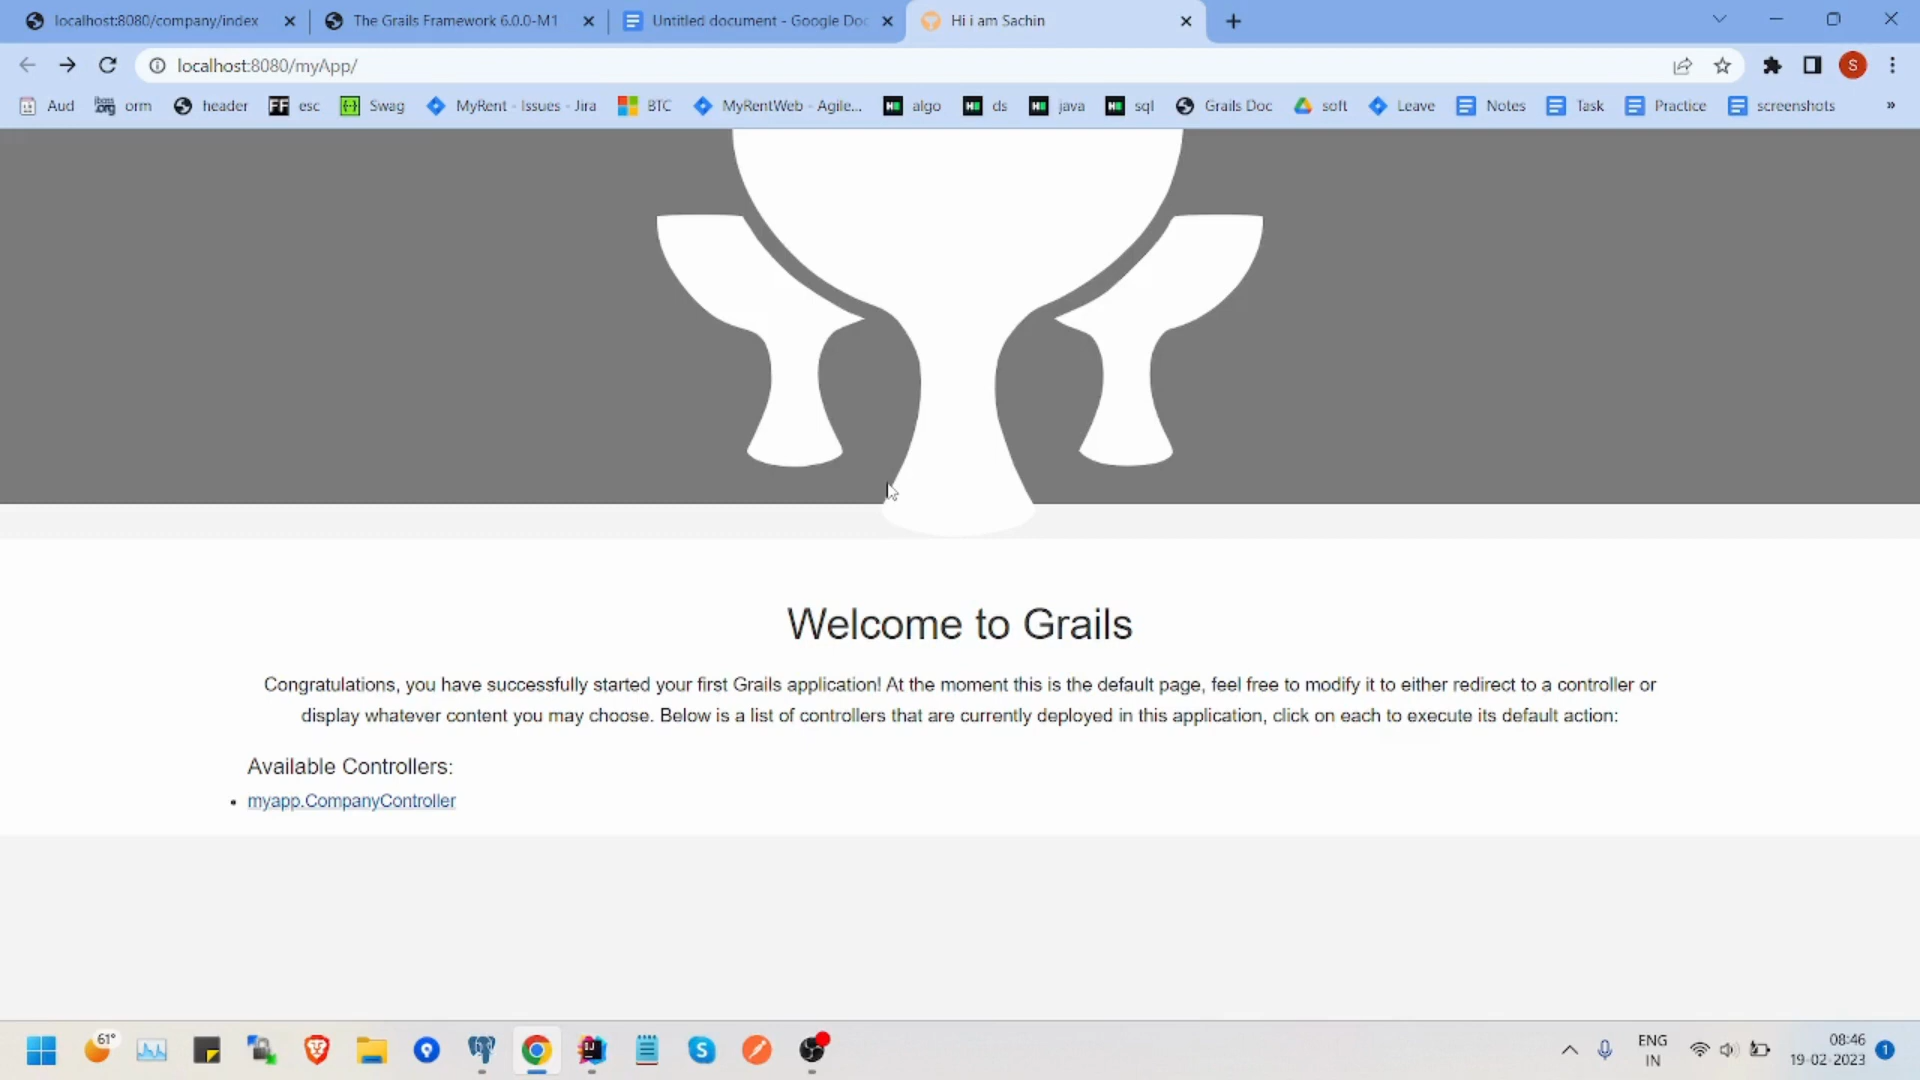 localhost:8080/company/index
The Grails Framework 6.0.0-M1
Untitled document - Google Doc
Hi i am Sachin
localhost:8080/myApp/
S
Aud
orm
header
FF esc
Swag
MyRent - Issues - Jira
BTC
MyRentWeb - Agile...
algo
ds
java
sql
Grails Doc
soft
Leave
Notes
Task
Practice
screenshots
»
Welcome to Grails
Congratulations, you have successfully started your first Grails application! At the moment this is the default page, feel free to modify it to either redirect to a controller or
display whatever content you may choose. Below is a list of controllers that are currently deployed in this application, click on each to execute its default action:
Available Controllers:
myapp.CompanyController
61°
ENG
IN
08:46
19-02-2023
1